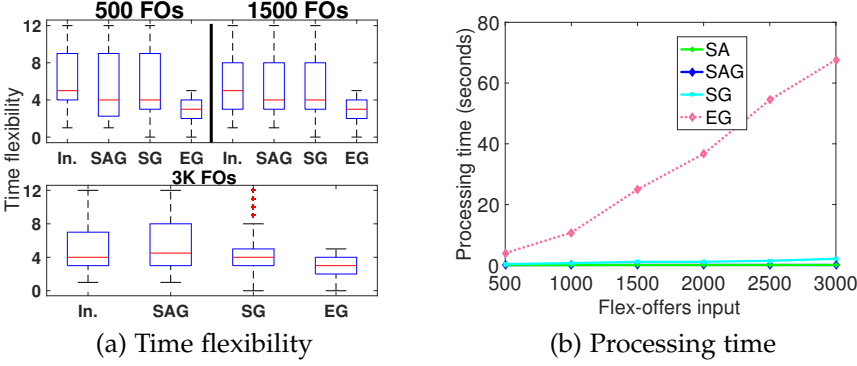 500 FOs 1500 FOs
12
8
4
0
In. SAG SG EG In. SAG SG EG
Time flexibility
3K FOs
12
8
4
0
In. SAG SG EG
(a) Time flexibility
80
60
40
20
0
Processing time (seconds)
SA
SAG
SG
EG
500 1000 1500 2000 2500 3000
Flex-offers input
(b) Processing time